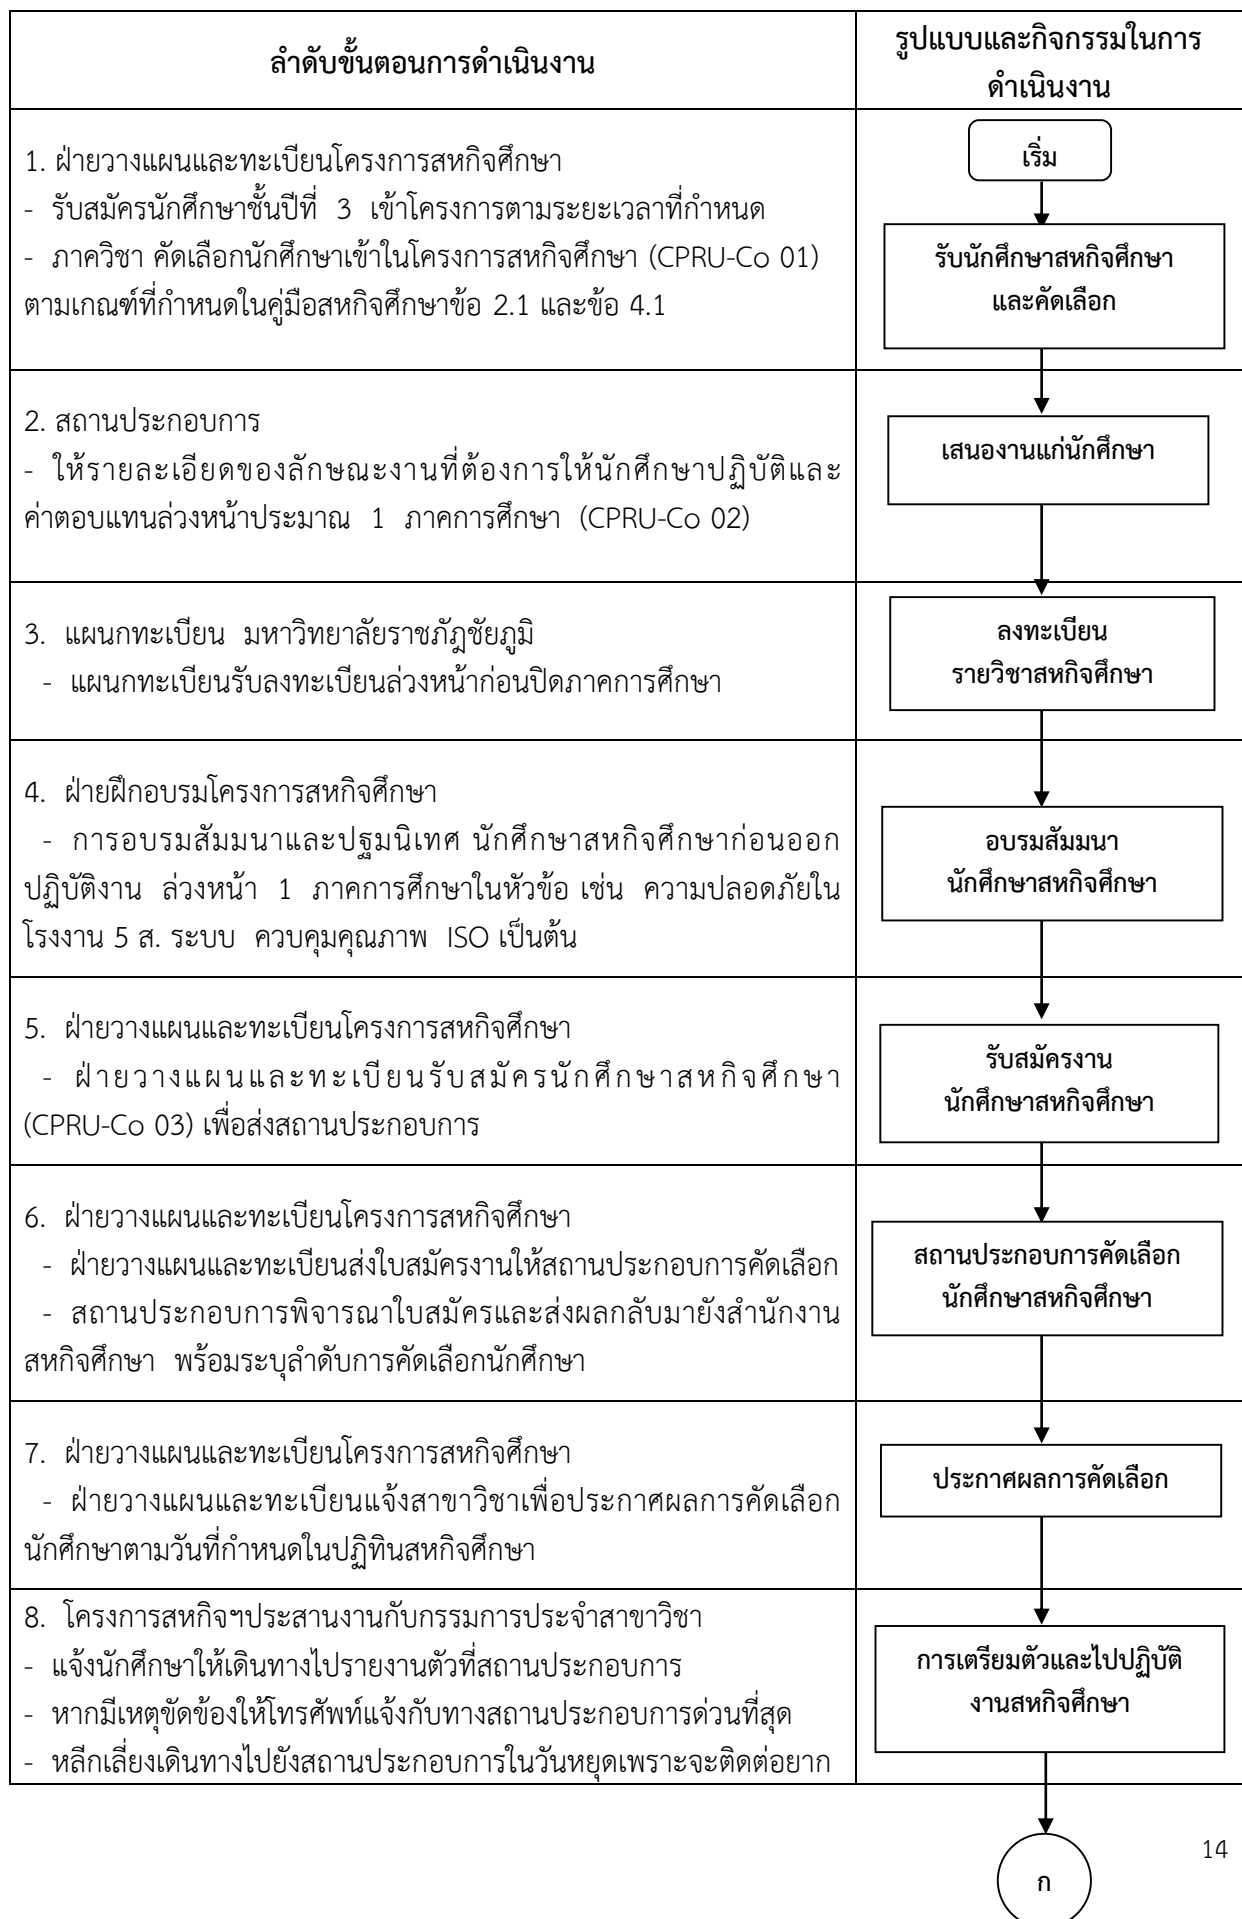 ลำดับขั้นตอนการดำเนินงาน
รูปแบบและกิจกรรมในการ
ดำเนินงาน
1. ฝ่ายวางแผนและทะเบียนโครงการสหกิจศึกษา
- รับสมัครนักศึกษาชั้นปีที่ 3 เข้าโครงการตามระยะเวลาที่กำหนด
- ภาควิชา คัดเลือกนักศึกษาเข้าในโครงการสหกิจศึกษา (CPRU-Co 01)
ตามเกณฑ์ที่กำหนดในคู่มือสหกิจศึกษาข้อ 2.1 และข้อ 4.1
เริ่ม
รับนักศึกษาสหกิจศึกษา
และคัดเลือก
2. สถานประกอบการ
- ให้รายละเอียดของลักษณะงานที่ต้องการให้นักศึกษาปฏิบัติและ
ค่าตอบแทนล่วงหน้าประมาณ 1 ภาคการศึกษา (CPRU-Co 02)
เสนองานแก่นักศึกษา
3. แผนกทะเบียน มหาวิทยาลัยราชภัฏชัยภูมิ
- แผนกทะเบียนรับลงทะเบียนล่วงหน้าก่อนปิดภาคการศึกษา
ลงทะเบียน
รายวิชาสหกิจศึกษา
4. ฝ่ายฝึกอบรมโครงการสหกิจศึกษา
- การอบรมสัมมนาและปฐมนิเทศ นักศึกษาสหกิจศึกษาก่อนออก
ปฏิบัติงาน ล่วงหน้า 1 ภาคการศึกษาในหัวข้อ เช่น ความปลอดภัยใน
โรงงาน 5 ส. ระบบ ควบคุมคุณภาพ ISO เป็นต้น
อบรมสัมมนา
นักศึกษาสหกิจศึกษา
5. ฝ่ายวางแผนและทะเบียนโครงการสหกิจศึกษา
- ฝ่ายวางแผนและทะเบียนรับสมัครนักศึกษาสหกิจศึกษา
(CPRU-Co 03) เพื่อส่งสถานประกอบการ
รับสมัครงาน
นักศึกษาสหกิจศึกษา
6. ฝ่ายวางแผนและทะเบียนโครงการสหกิจศึกษา
- ฝ่ายวางแผนและทะเบียนส่งใบสมัครงานให้สถานประกอบการคัดเลือก
- สถานประกอบการพิจารณาใบสมัครและส่งผลกลับมายังสำนักงาน
สหกิจศึกษา พร้อมระบุลำดับการคัดเลือกนักศึกษา
สถานประกอบการคัดเลือก
นักศึกษาสหกิจศึกษา
7. ฝ่ายวางแผนและทะเบียนโครงการสหกิจศึกษา
- ฝ่ายวางแผนและทะเบียนแจ้งสาขาวิชาเพื่อประกาศผลการคัดเลือก
นักศึกษาตามวันที่กำหนดในปฏิทินสหกิจศึกษา
ประกาศผลการคัดเลือก
8. โครงการสหกิจฯประสานงานกับกรรมการประจำสาขาวิชา
- แจ้งนักศึกษาให้เดินทางไปรายงานตัวที่สถานประกอบการ
- หากมีเหตุขัดข้องให้โทรศัพท์แจ้งกับทางสถานประกอบการด่วนที่สุด
- หลีกเลี่ยงเดินทางไปยังสถานประกอบการในวันหยุดเพราะจะติดต่อยาก
การเตรียมตัวและไปปฏิบัติ
งานสหกิจศึกษา
14
ก